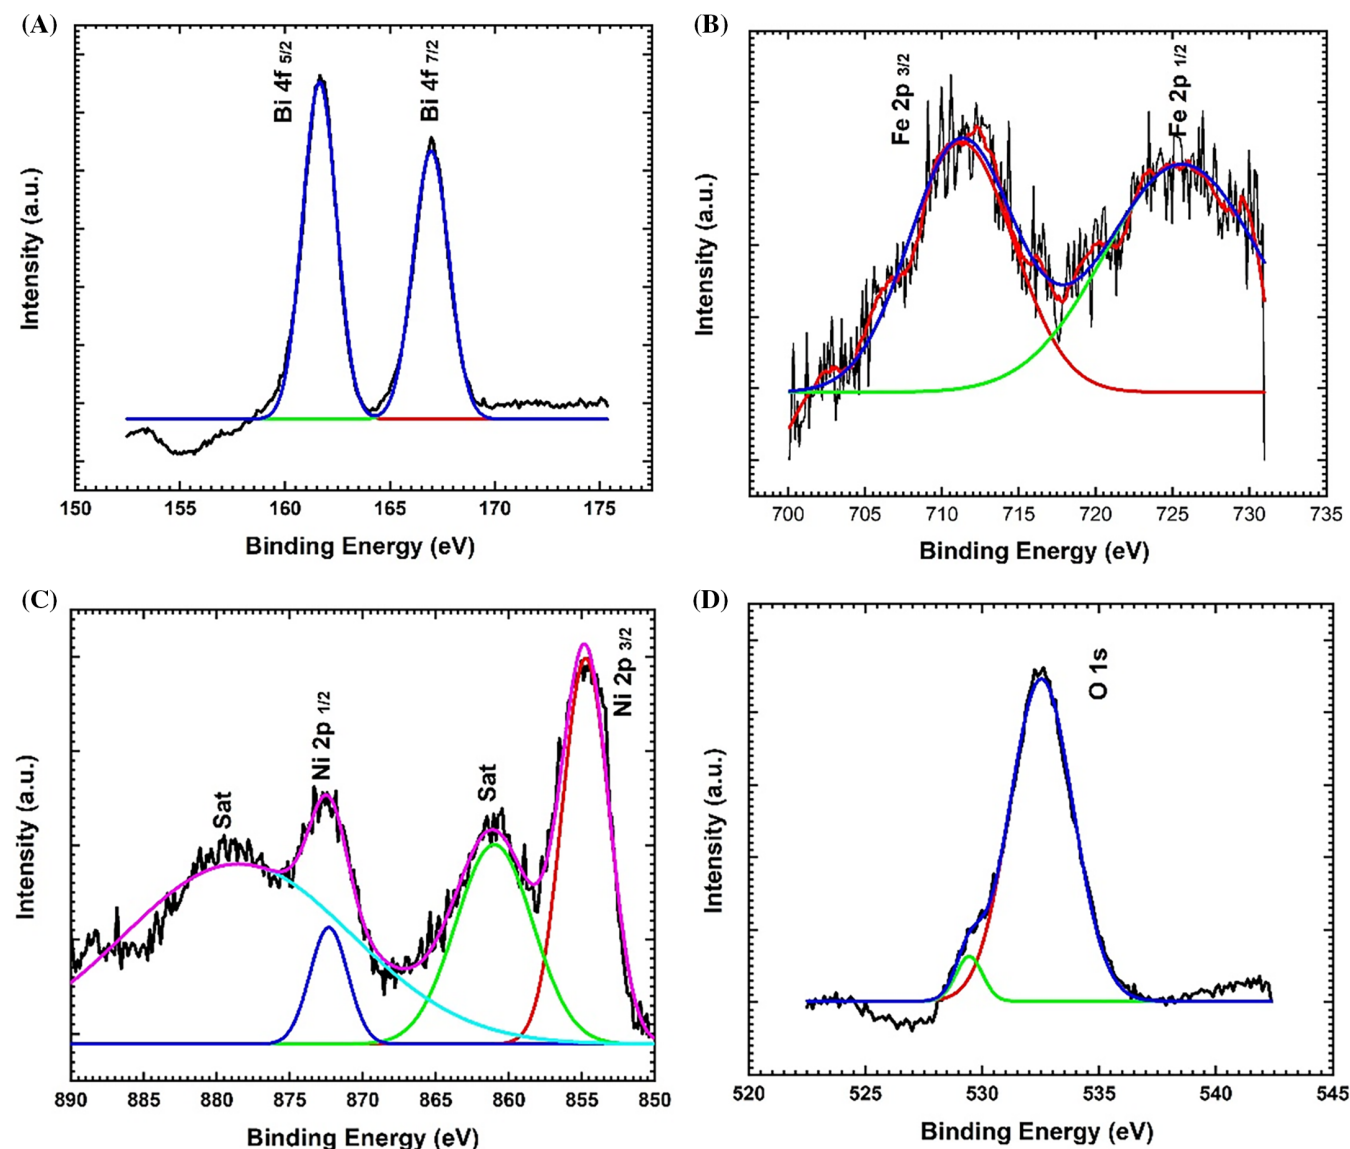 (A)
Bi 4f 5/2
Bi 4f 7/2
Intensity (a.u.)
150 155 160 165 170 175
Binding Energy (eV)
(B)
Fe 2p 3/2
Fe 2p 1/2
Intensity (a.u.)
700 705 710 715 720 725 730 735
Binding Energy (eV)
(C)
Sat
Ni 2p 1/2
Sat
Ni 2p 3/2
Intensity (a.u.)
890 885 880 875 870 865 860 855 850
Binding Energy (eV)
(D)
O 1s
Intensity (a.u.)
520 525 530 535 540 545
Binding Energy (eV)